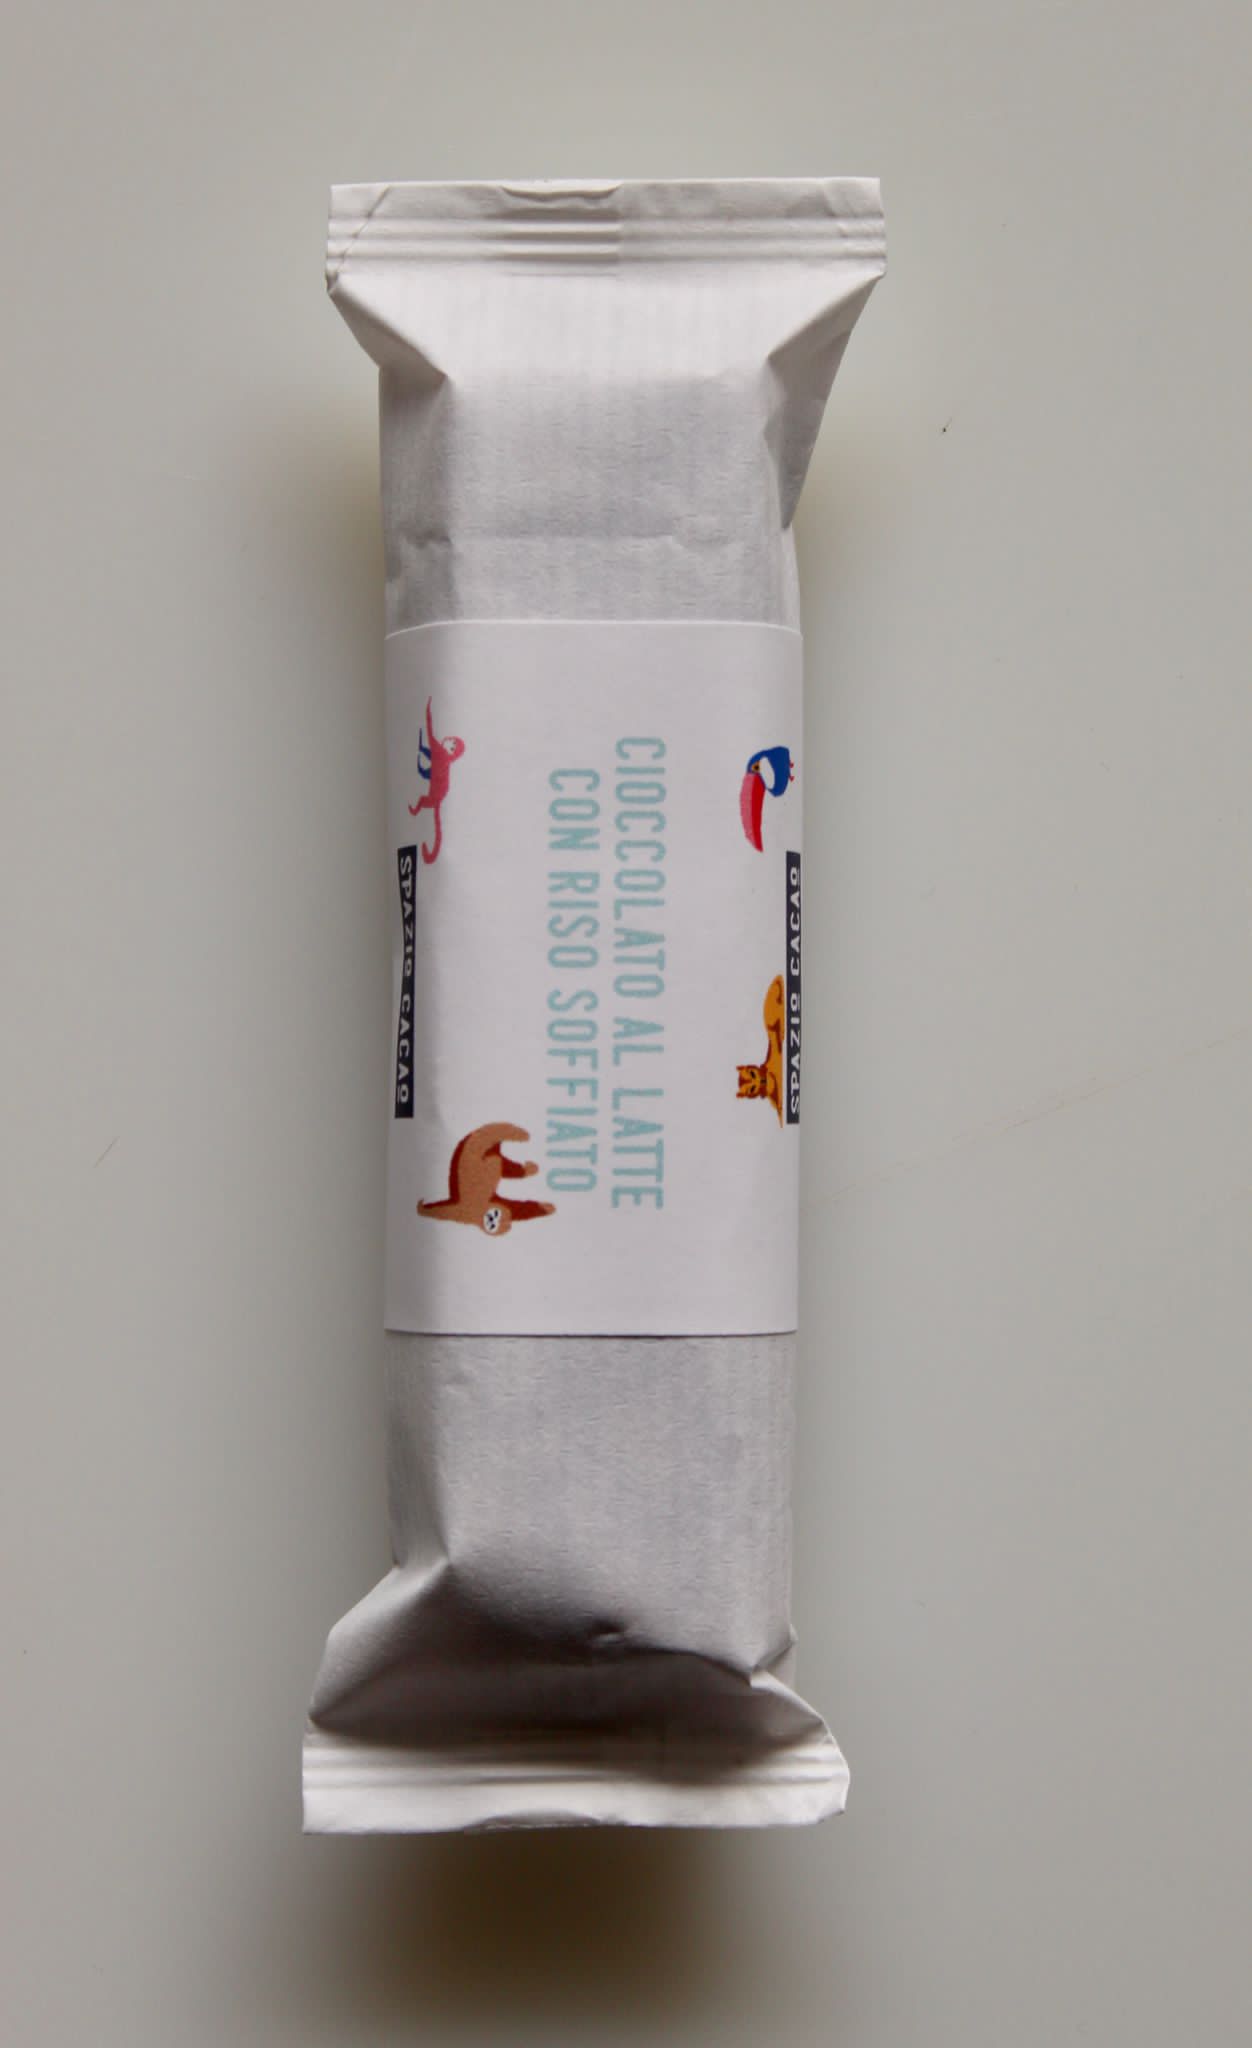 CIOCCOLATO AL LATTE
CON RISO SOFFIATO
SPAZIO CACAO
SPAZIO CACAO